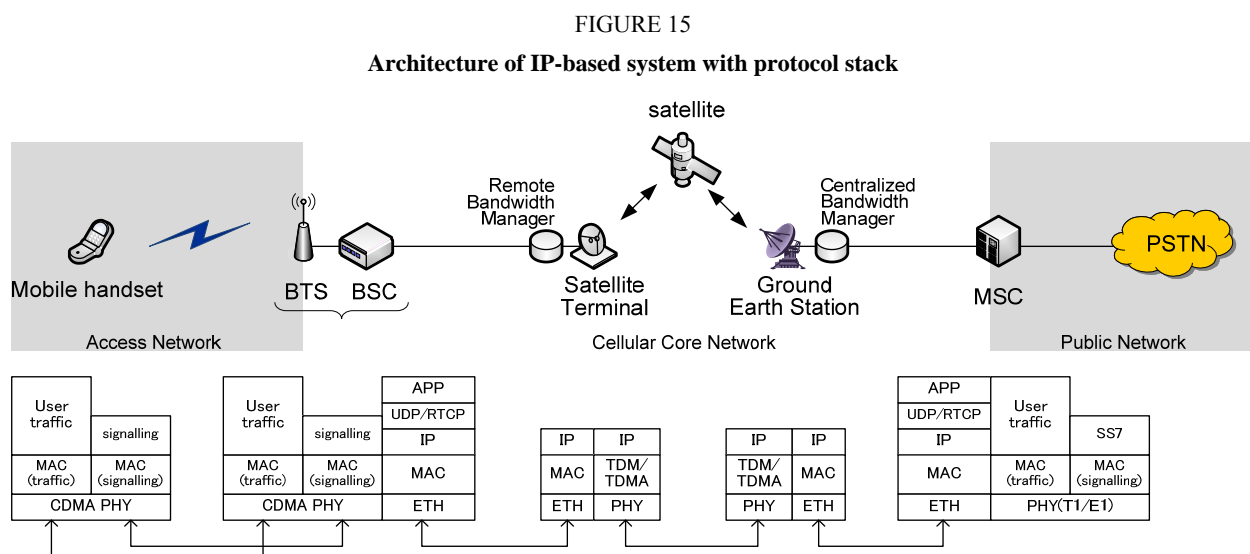 FIGURE 15
Architecture of IP-based system with protocol stack
satellite
Remote
Bandwidth
Manager
Centralized
Bandwidth
Manager
PSTN
Mobile handset
BTS
BSC
Satellite
Terminal
Ground
Earth Station
MSC
Access Network
Cellular Core Network
Public Network
User
traffic
signalling
MAC
(traffic)
MAC
(signalling)
CDMA PHY
User
traffic
signalling
MAC
(traffic)
MAC
(signalling)
CDMA PHY
APP
UDP/RTCP
IP
MAC
ETH
IP
IP
MAC
TDM/
TDMA
ETH
PHY
IP
IP
TDM/
TDMA
MAC
PHY
ETH
APP
UDP/RTCP
IP
MAC
ETH
User
traffic
SS7
MAC
(traffic)
MAC
(signalling)
PHY(T1/E1)